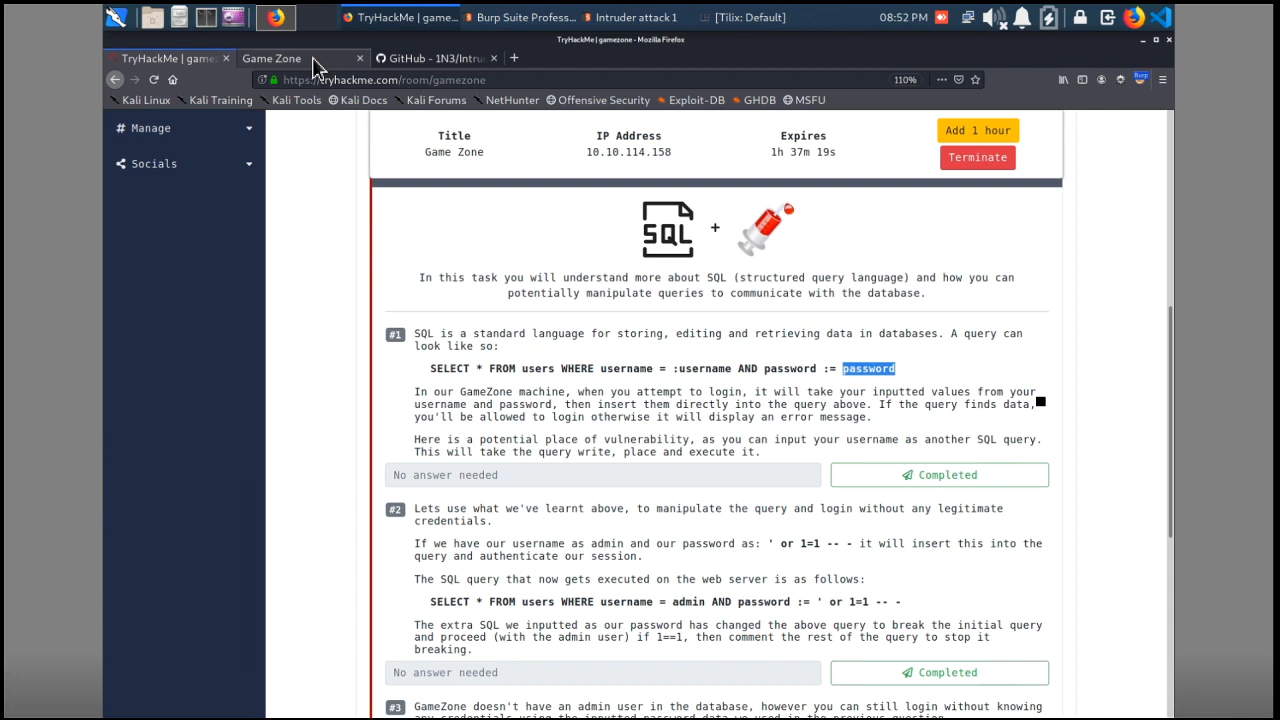 TryHackMe | game...
Burp Suite Profess...
Intruder attack 1
[Tilix: Default]
08:52 PM
TryHackMe | gamezone - Mozilla Firefox
TryHackMe | game
Game Zone
GitHub - 1N3/Intru
https://tryhackme.com/room/gamezone
110%
Burp
Kali Linux
Kali Training
Kali Tools
Kali Docs
Kali Forums
NetHunter
Offensive Security
Exploit-DB
GHDB
MSFU
# Manage
Socials
Title
IP Address
Expires
Add 1 hour
Game Zone
10.10.114.158
1h 37m 19s
Terminate
SQL
+
In this task you will understand more about SQL (structured query language) and how you can
potentially manipulate queries to communicate with the database.
#1
SQL is a standard language for storing, editing and retrieving data in databases. A query can
look like so:
SELECT * FROM users WHERE username = :username AND password := password
In our GameZone machine, when you attempt to login, it will take your inputted values from your
username and password, then insert them directly into the query above. If the query finds data,
you'll be allowed to login otherwise it will display an error message.
Here is a potential place of vulnerability, as you can input your username as another SQL query.
This will take the query write, place and execute it.
No answer needed
Completed
#2
Lets use what we've learnt above, to manipulate the query and login without any legitimate
credentials.
If we have our username as admin and our password as: ' or 1=1 -- - it will insert this into the
query and authenticate our session.
The SQL query that now gets executed on the web server is as follows:
SELECT * FROM users WHERE username = admin AND password := ' or 1=1 -- -
The extra SQL we inputted as our password has changed the above query to break the initial query
and proceed (with the admin user) if 1==1, then comment the rest of the query to stop it
breaking.
No answer needed
Completed
#3
GameZone doesn't have an admin user in the database, however you can still login without knowing
any credentials using the inputted password data we used in the previous question.